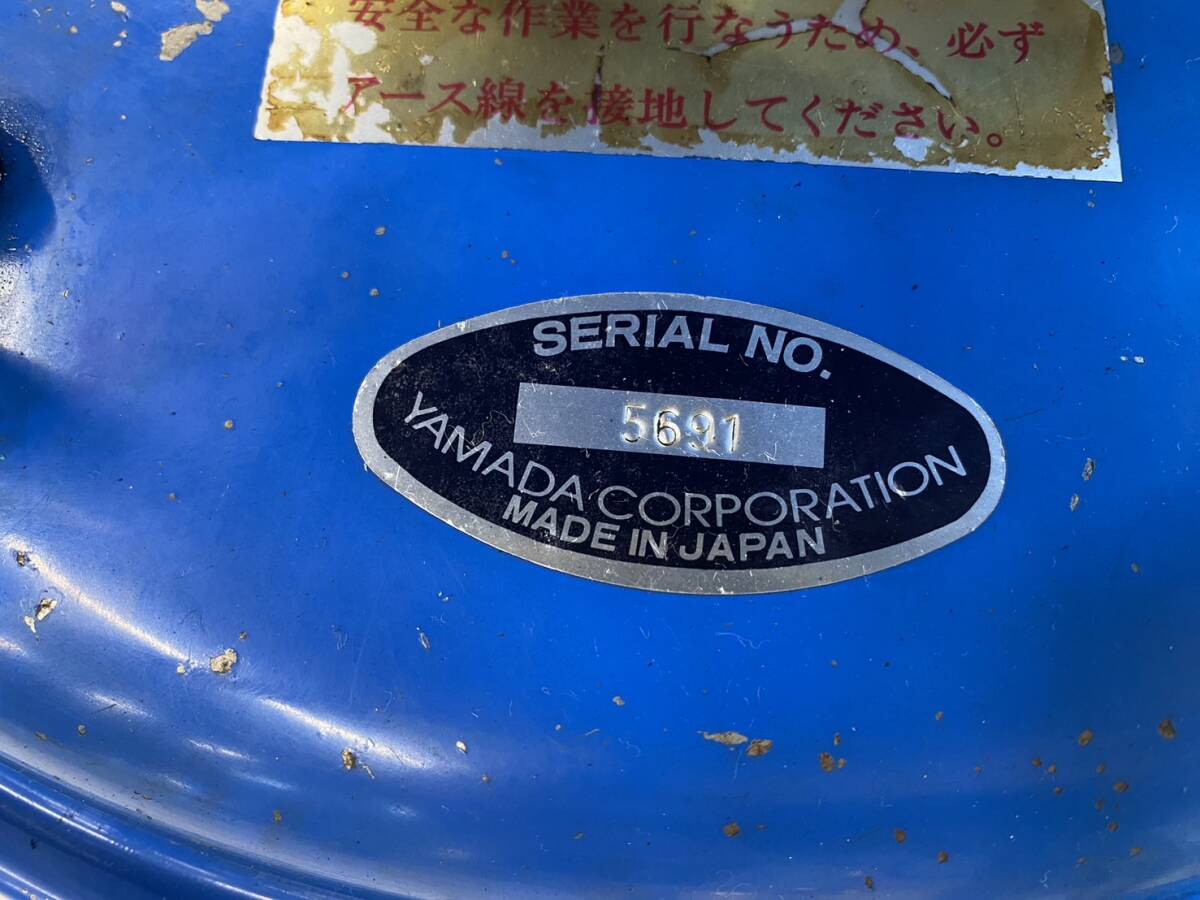 安全な作業を行なうため、必ず
アース線を接地してください。
SERIAL NO.
5691
YAMADA CORPORATION
MADE IN JAPAN